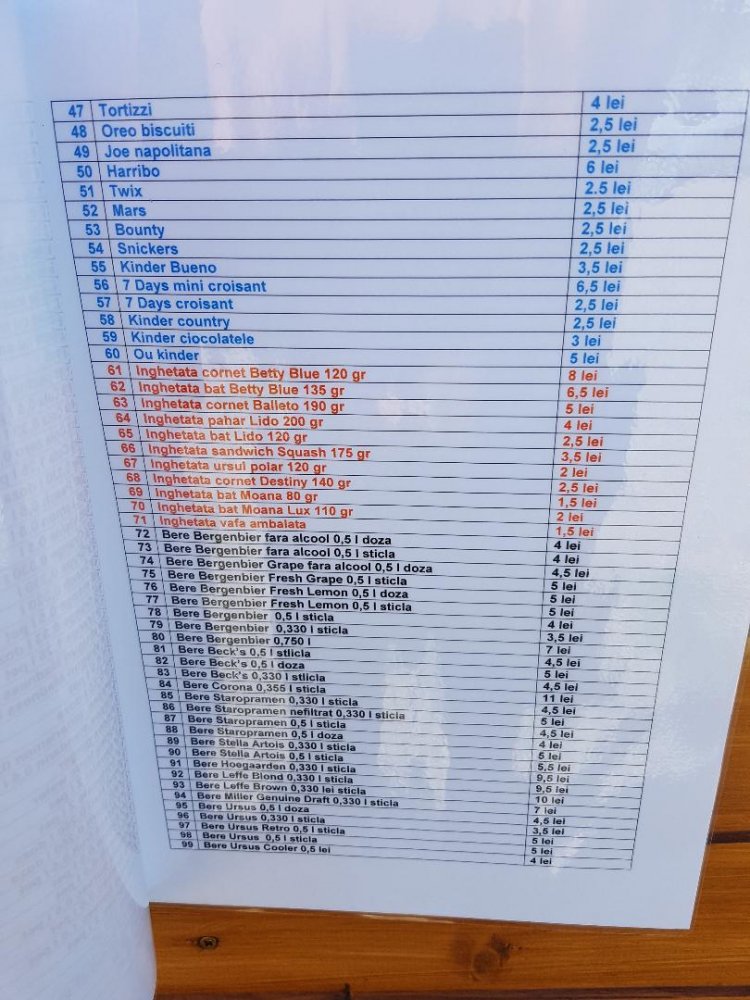 47 Tortizzi 4 lei
48 Oreo biscuiti 2,5 lei
49 Joe napolitana 2,5 lei
50 Harribo 6 lei
51 Twix 2.5 lei
52 Mars 2,5 lei
53 Bounty 2,5 lei
54 Snickers 2,5 lei
55 Kinder Bueno 3,5 lei
56 7 Days mini croisant 6,5 lei
57 7 Days croisant 2,5 lei
58 Kinder country 2,5 lei
59 Kinder ciocolatele 3 lei
60 Ou kinder 5 lei
61 Inghetata cornet Betty Blue 120 gr 8 lei
62 Inghetata bat Betty Blue 135 gr 6,5 lei
63 Inghetata cornet Balleto 190 gr 5 lei
64 Inghetata pahar Lido 200 gr 4 lei
65 Inghetata bat Lido 120 gr 2,5 lei
66 Inghetata sandwich Squash 175 gr 3,5 lei
67 Inghetata ursul polar 120 gr 2 lei
68 Inghetata cornet Destiny 140 gr 2,5 lei
69 Inghetata bat Moana 80 gr 1,5 lei
70 Inghetata bat Moana Lux 110 gr 2 lei
71 Inghetata vafa ambalata 1,5 lei
72 Bere Bergenbier fara alcool 0,5 l doza 4 lei
73 Bere Bergenbier fara alcool 0,5 l sticla 4 lei
74 Bere Bergenbier Grape fara alcool 0,5 l doza 4,5 lei
75 Bere Bergenbier Fresh Grape 0,5 l sticla 5 lei
76 Bere Bergenbier Fresh Lemon 0,5 l doza 5 lei
77 Bere Bergenbier Fresh Lemon 0,5 l sticla 5 lei
78 Bere Bergenbier 0,5 l sticla 4 lei
79 Bere Bergenbier 0,330 l sticla 3,5 lei
80 Bere Bergenbier 0,750 l 7 lei
81 Bere Beck's 0,5 l stlicla 4,5 lei
82 Bere Beck's 0,5 l doza 5 lei
83 Bere Beck's 0,330 l stlicla 4,5 lei
84 Bere Corona 0,355 l sticla 11 lei
85 Bere Staropramen 0,330 l sticla 4,5 lei
86 Bere Staropramen nefiltrat 0,330 l sticla 5 lei
87 Bere Staropramen 0,5 l sticla 4,5 lei
88 Bere Staropramen 0,5 l doza 4 lei
89 Bere Stella Artois 0,330 l sticla 5 lei
90 Bere Stella Artois 0,5 l sticla 5,5 lei
91 Bere Hoegaarden 0,330 l sticla 9,5 lei
92 Bere Leffe Blond 0,330 l sticla 9,5 lei
93 Bere Leffe Brown 0,330 lei sticla 10 lei
94 Bere Miller Genuine Draft 0,330 l sticla 7 lei
95 Bere Ursus 0,5 l doza 4,5 lei
96 Bere Ursus 0,330 l sticla 3,5 lei
97 Bere Ursus Retro 0,5 l sticla 5 lei
98 Bere Ursus 0,5 l sticla 5 lei
99 Bere Ursus Cooler 0,5 lei 4 lei